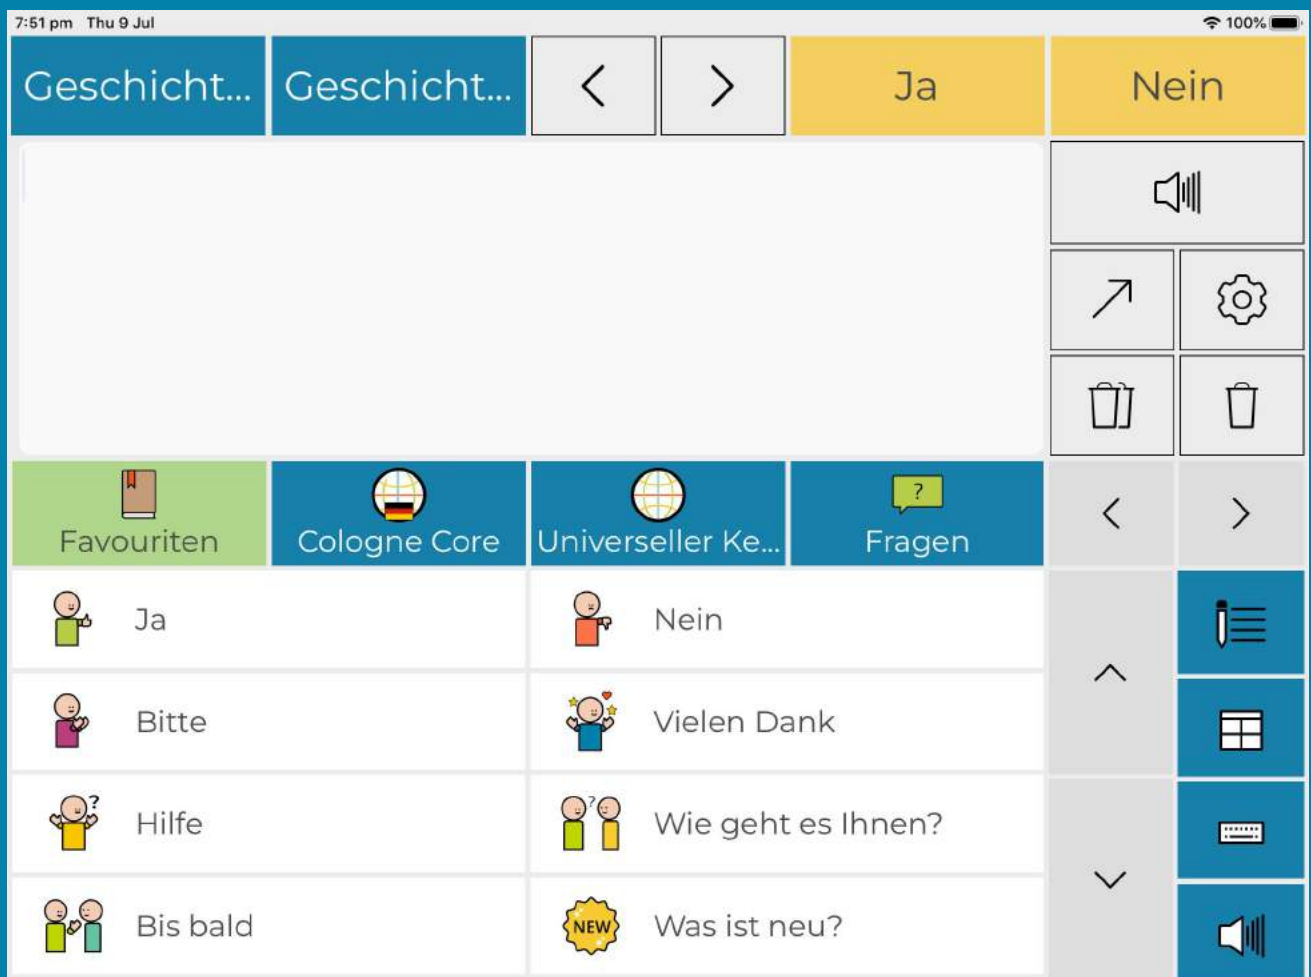 7:51 pm Thu 9 Jul 100%
Geschicht... Geschicht... Ja Nein
?
Favouriten Cologne Core Universeller Ke... Fragen
Ja Nein
Bitte Vielen Dank
? Hilfe ? Wie geht es Ihnen?
Bis bald NEW Was ist neu?